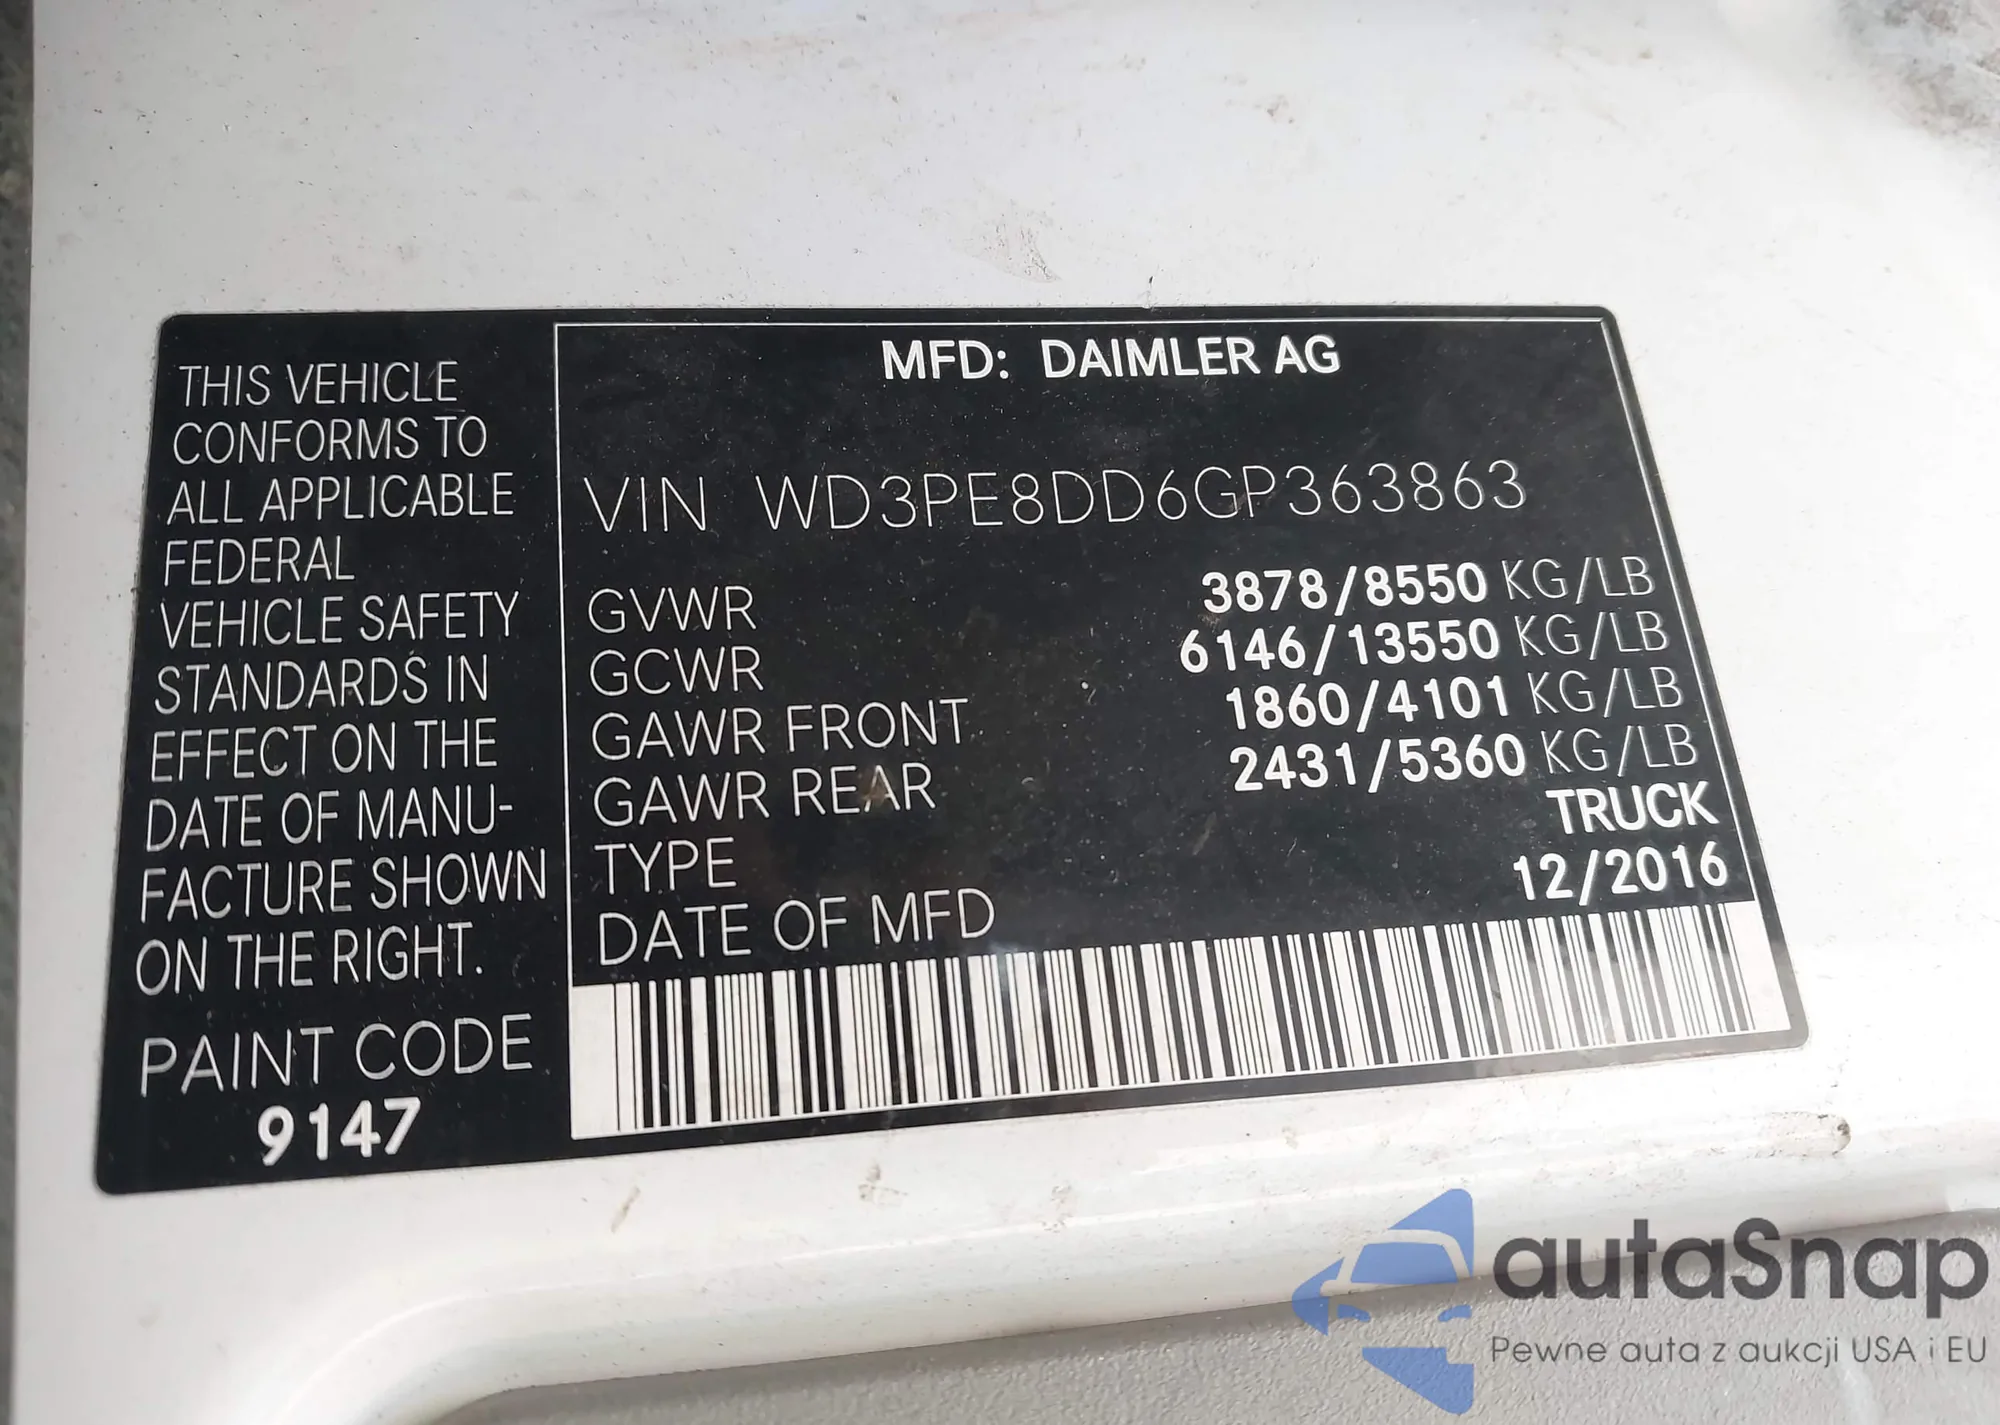 THIS VEHICLE
CONFORMS TO
ALL APPLICABLE
FEDERAL
VEHICLE SAFETY
STANDARDS IN
EFFECT ON THE
DATE OF MANU-
FACTURE SHOWN
ON THE RIGHT.
PAINT CODE
9147
MFD: DAIMLER AG
VIN WD3PE8DD6GP363863
GVWR 3878/8550 KG/LB
GCWR 6146/13550 KG/LB
GAWR FRONT 1860/4101 KG/LB
GAWR REAR 2431/5360 KG/LB
TYPE TRUCK
DATE OF MFD 12/2016
autaSnap
Pewne auta z aukcji USA i EU